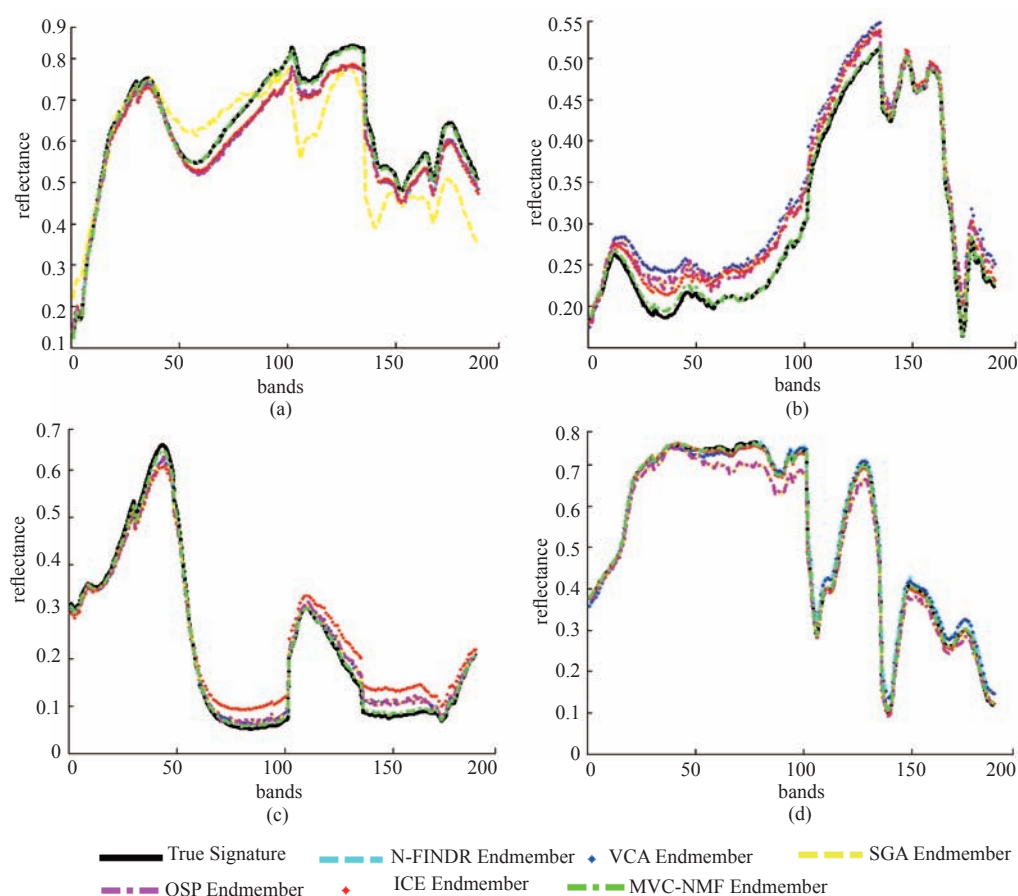 0.9
0.8
0.7
0.6
0.5
0.4
0.3
0.2
0.1
reflectance
0 50 100 150 200
bands
(a)
0.55
0.50
0.45
0.40
0.35
0.30
0.25
0.20
reflectance
0 50 100 150 200
bands
(b)
0.7
0.6
0.5
0.4
0.3
0.2
0.1
0
reflectance
0 50 100 150 200
bands
(c)
0.8
0.7
0.6
0.5
0.4
0.3
0.2
0.1
0
reflectance
0 50 100 150 200
bands
(d)
True Signature N-FINDR Endmember VCA Endmember SGA Endmember
OSP Endmember ICE Endmember MVC-NMF Endmember